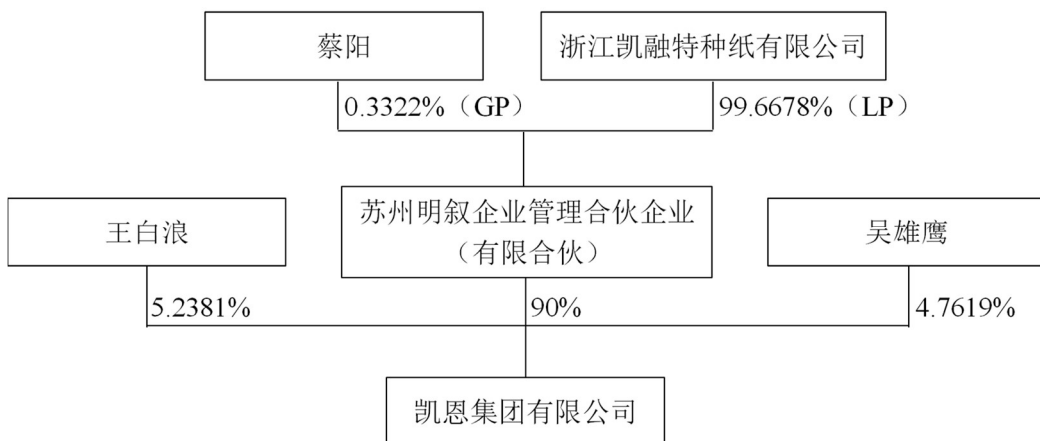 蔡阳
浙江凯融特种纸有限公司
0.3322%（GP）
99.6678%（LP）
王白浪
苏州明叙企业管理合伙企业
（有限合伙）
吴雄鹰
5.2381%
90%
4.7619%
凯恩集团有限公司